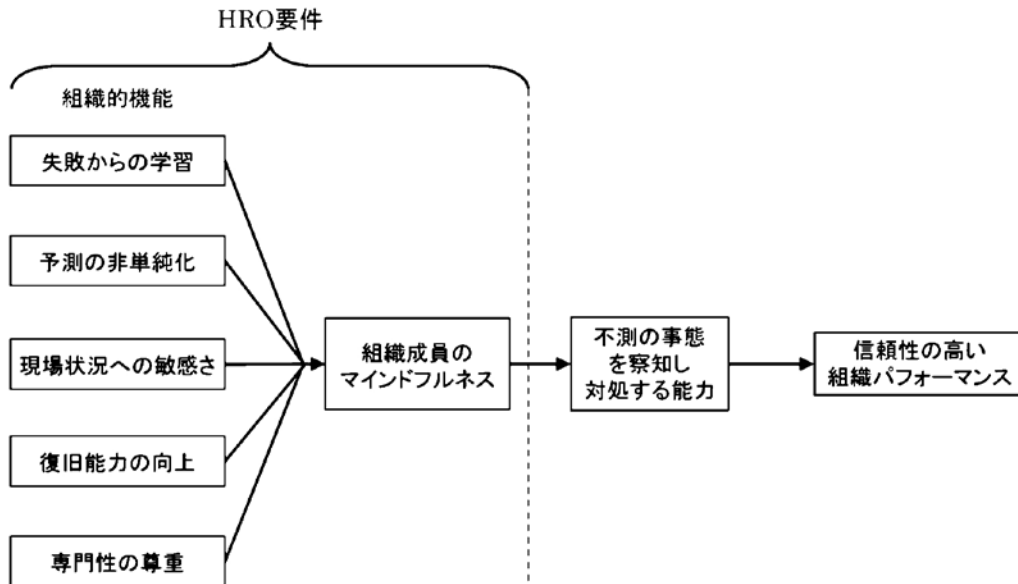 HRO要件
組織的機能
失敗からの学習
予測の非単純化
現場状況への敏感さ
復旧能力の向上
専門性の尊重
組織成員の
マインドフルネス
不測の事態
を察知し
対処する能力
信頼性の高い
組織パフォーマンス